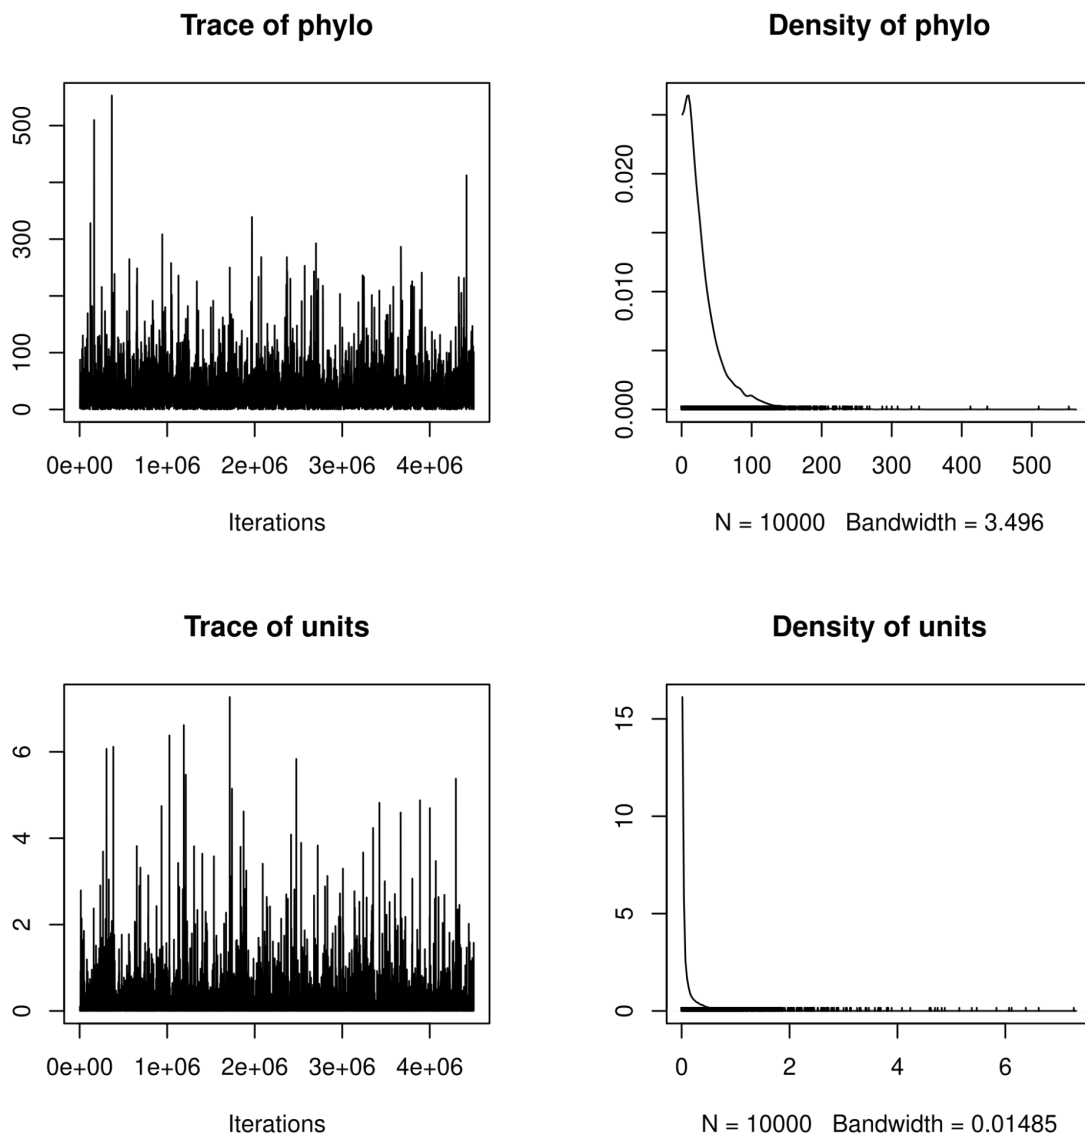 Trace of phylo
500
300
100
0
0e+00 1e+06 2e+06 3e+06 4e+06
Iterations
Density of phylo
0.020
0.010
0.000
0 100 200 300 400 500
N = 10000 Bandwidth = 3.496
Trace of units
6
4
2
0
0e+00 1e+06 2e+06 3e+06 4e+06
Iterations
Density of units
15
10
5
0
0 2 4 6
N = 10000 Bandwidth = 0.01485